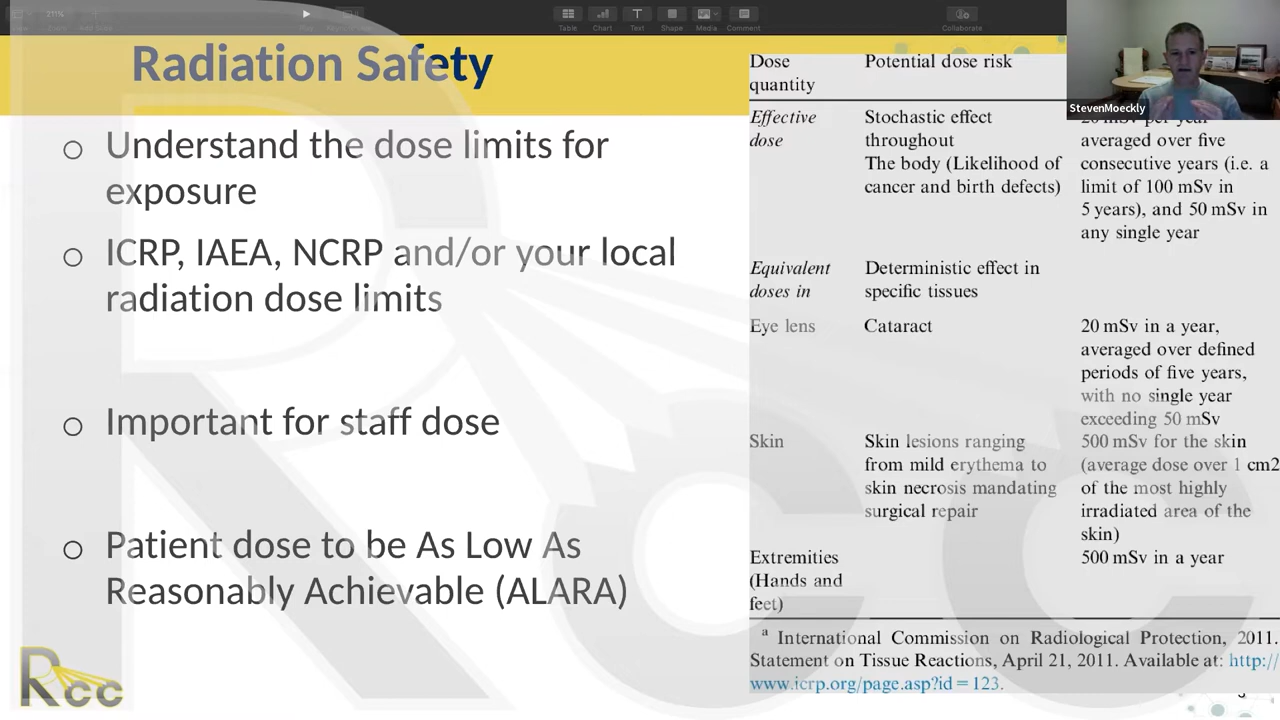 211%
Table
Chart
Text
Shape
Media
Comment
Collaborate
StevenMoeckly
Radiation Safety
Understand the dose limits for
exposure
ICRP, IAEA, NCRP and/or your local
radiation dose limits
Important for staff dose
Patient dose to be As Low As
Reasonably Achievable (ALARA)
Rcc
Dose
quantity
Potential dose risk
Effective
dose
Stochastic effect
throughout
The body (Likelihood of
cancer and birth defects)
20 mSv per year
averaged over five
consecutive years (i.e. a
limit of 100 mSv in
5 years), and 50 mSv in
any single year
Equivalent
doses in
Deterministic effect in
specific tissues
Eye lens
Cataract
20 mSv in a year,
averaged over defined
periods of five years,
with no single year
exceeding 50 mSv
Skin
Skin lesions ranging
from mild erythema to
skin necrosis mandating
surgical repair
500 mSv for the skin
(average dose over 1 cm2
of the most highly
irradiated area of the
skin)
Extremities
(Hands and
feet)
500 mSv in a year
a International Commission on Radiological Protection, 2011.
Statement on Tissue Reactions, April 21, 2011. Available at: http://
www.icrp.org/page.asp?id=123.